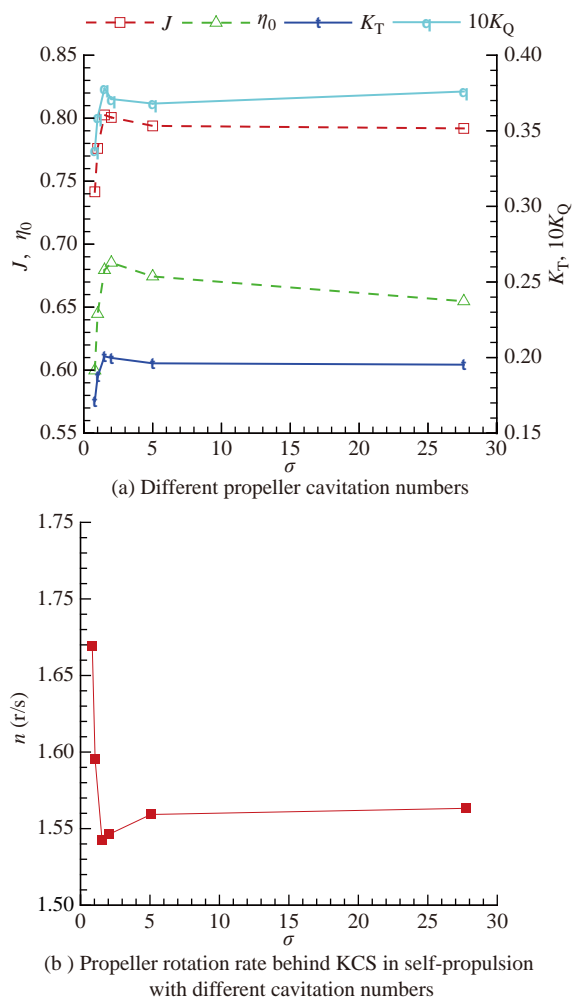 J η0 KT 10KQ
0.85 0.40
0.80 0.35
0.75
0.30
0.70
J, η0
KT, 10KQ
0.25
0.65
0.20
0.60
0.55 0.15
0 5 10 15 20 25 30
σ
(a) Different propeller cavitation numbers
1.75
1.75
1.65
n (r/s)
1.60
1.55
1.50
0 5 10 15 20 25 30
σ
(b ) Propeller rotation rate behind KCS in self-propulsion
with different cavitation numbers